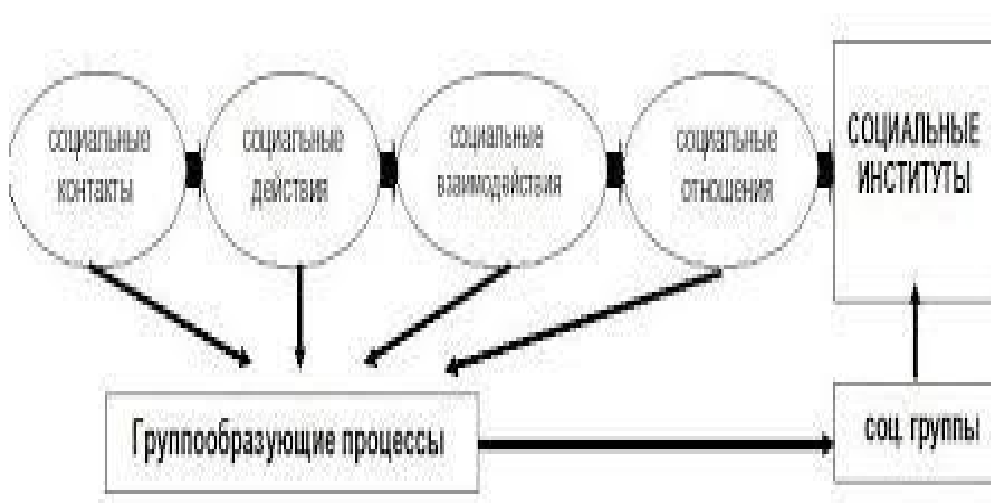 социальные
контакты
социальные
действия
социальные
взаимодействия
социальные
отношения
СОЦИАЛЬНЫЕ
ИНСТИТУТЫ
Группообразующие процессы
соц. группы